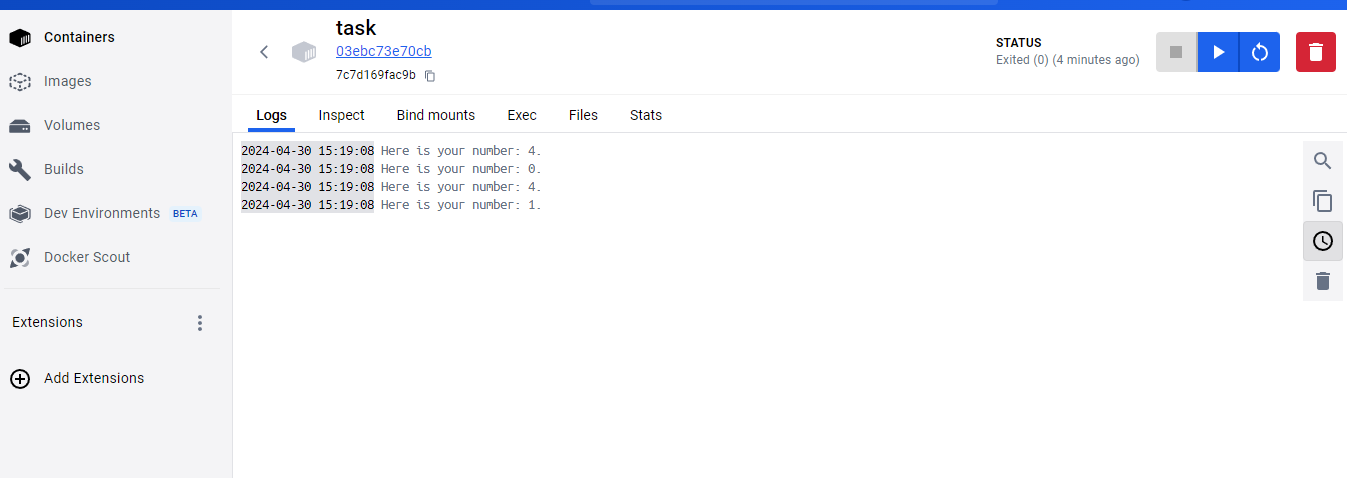 Containers
Images
Volumes
Builds
Dev Environments BETA
Docker Scout
Extensions
Add Extensions
task
03ebc73e70cb
7c7d169fac9b
STATUS
Exited (0) (4 minutes ago)
Logs Inspect Bind mounts Exec Files Stats
2024-04-30 15:19:08 Here is your number: 4.
2024-04-30 15:19:08 Here is your number: 0.
2024-04-30 15:19:08 Here is your number: 4.
2024-04-30 15:19:08 Here is your number: 1.